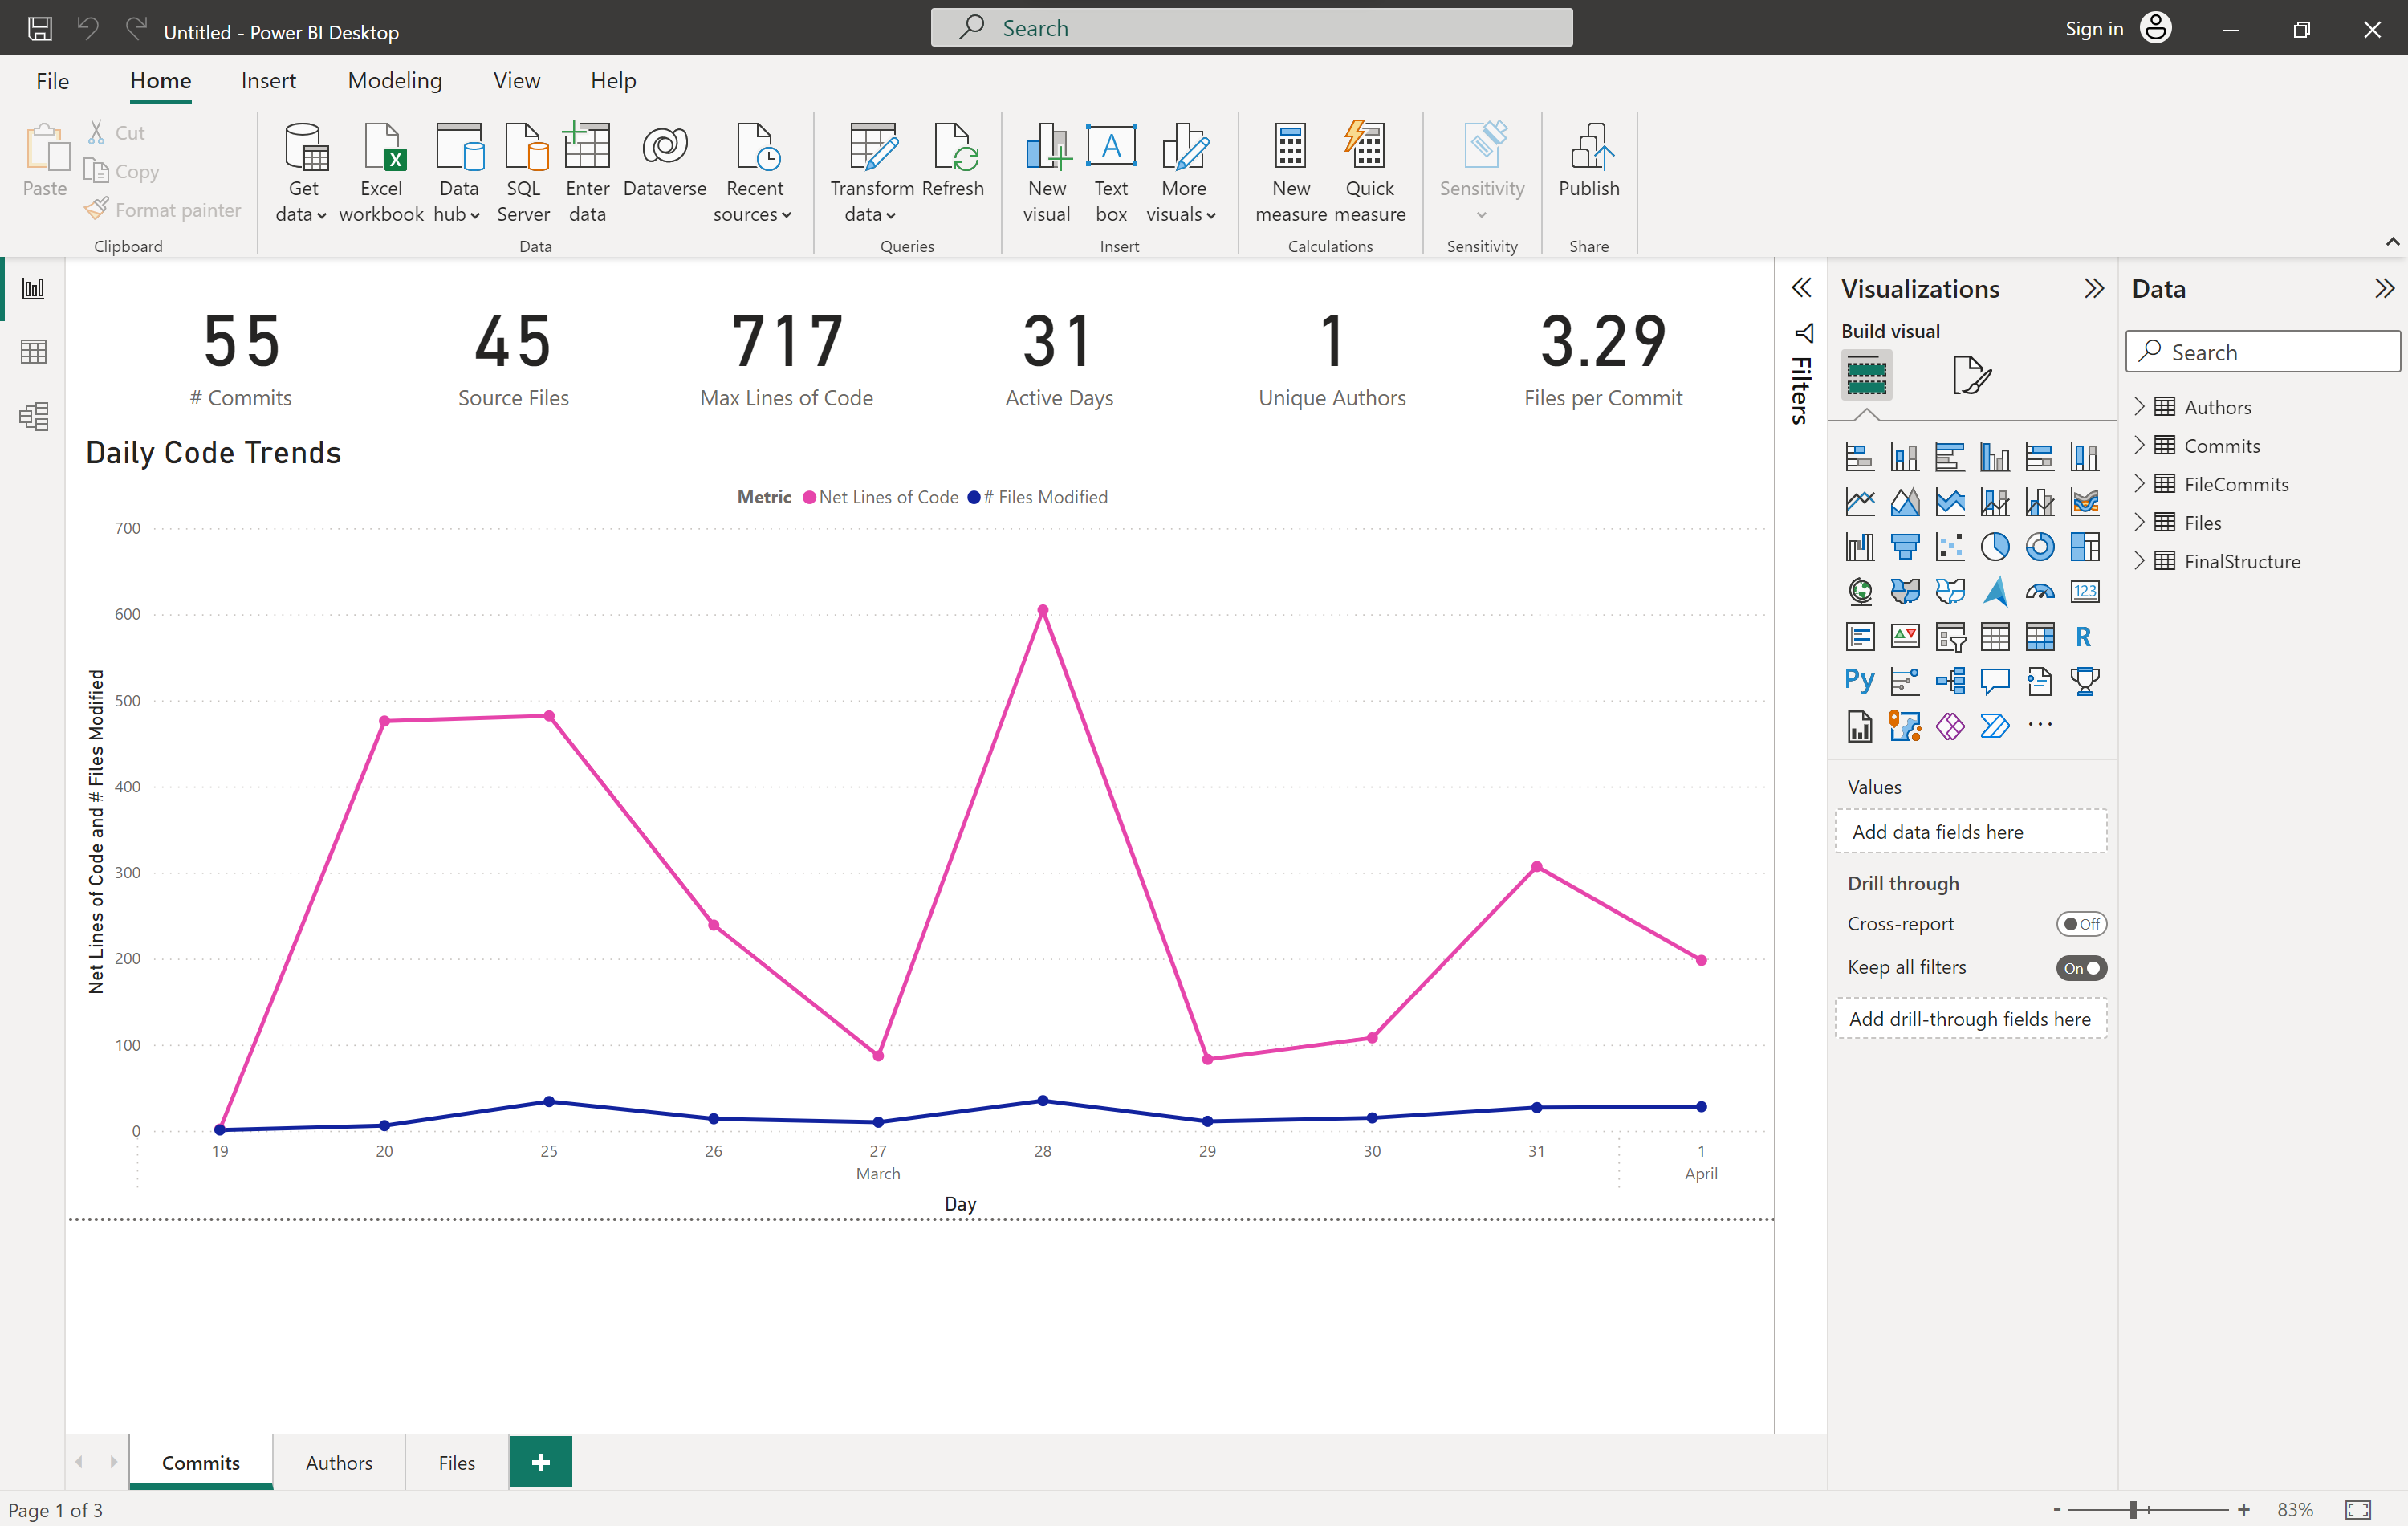 Untitled - Power BI Desktop
Search
Sign in
File Home Insert Modeling View Help
Paste
Cut
Copy
Format painter
Clipboard
Get data
Excel workbook
Data hub
SQL Server
Enter data
Dataverse
Recent sources
Data
Transform data
Refresh
Queries
New visual
A
Text box
More visuals
Insert
New measure
Quick measure
Calculations
Sensitivity
Sensitivity
Publish
Share
55
# Commits
45
Source Files
717
Max Lines of Code
31
Active Days
1
Unique Authors
3.29
Files per Commit
Daily Code Trends
Metric Net Lines of Code # Files Modified
Net Lines of Code and # Files Modified
700
600
500
400
300
200
100
0
19 20 25 26 27 28 29 30 31 1
March April
Day
Filters
Visualizations
Build visual
123
R
Py
...
Values
Add data fields here
Drill through
Cross-report Off
Keep all filters On
Add drill-through fields here
Data
Search
Authors
Commits
FileCommits
Files
FinalStructure
Commits Authors Files +
Page 1 of 3
- + 83%